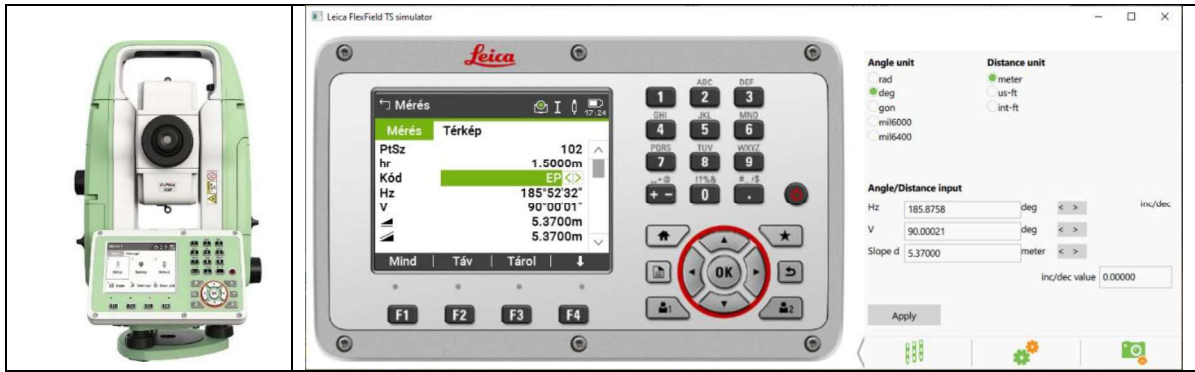 Leica FlexField TS simulator
Leica
Mérés
17:24
Mérés Térkép
PtSz 102
hr 1.5000m
Kód EP <>
Hz 185°52'32"
V 90°00'01"
5.3700m
5.3700m
Mind Táv Tárol
F1 F2 F3 F4
ABC DEF
1 2 3
GHI JKL MNO
4 5 6
PQRS TUV WXYZ
7 8 9
_+@ !?%& #_/$
+ - 0 .
OK
1 2
Angle unit Distance unit
rad meter
deg us-ft
gon int-ft
mil6000
mil6400
Angle/Distance input
Hz 185.8758 deg < > inc/dec
V 90.00021 deg < >
Slope d 5.37000 meter < >
inc/dec value 0.00000
Apply